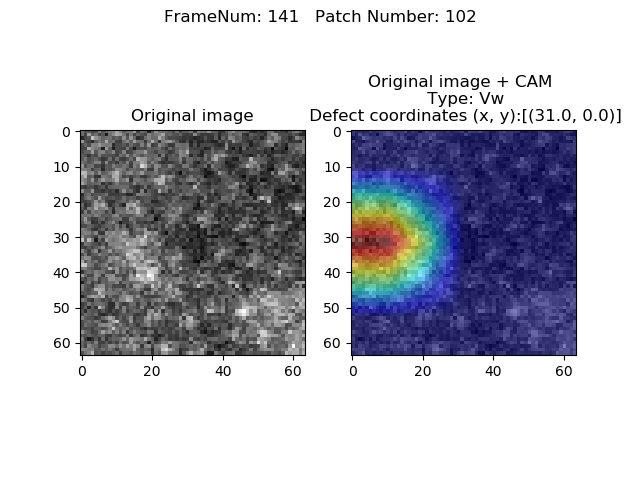 FrameNum: 141   Patch Number: 102
Original image
0
10
20
30
40
50
60
0 20 40 60
Original image + CAM
Type: Vw
Defect coordinates (x, y):[(31.0, 0.0)]
0
10
20
30
40
50
60
0 20 40 60